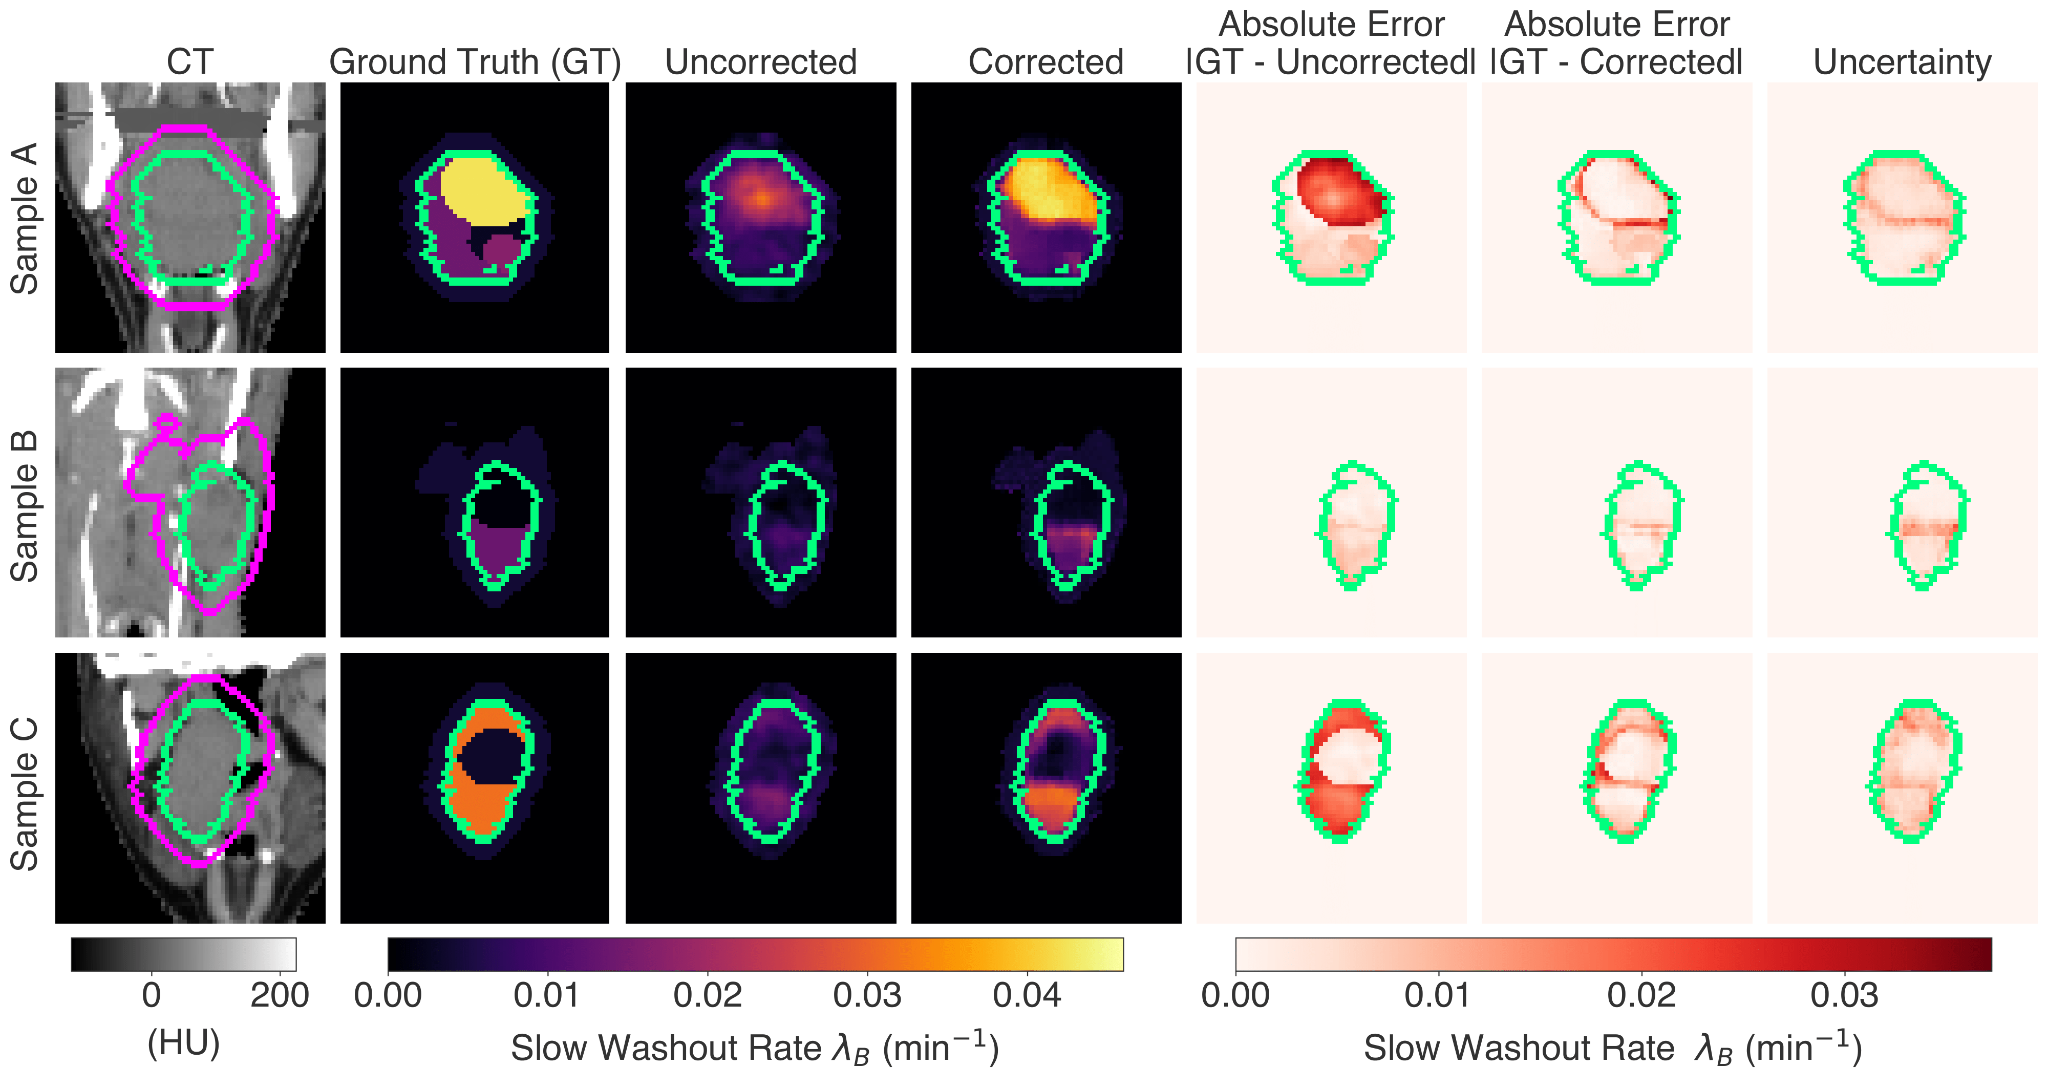 Absolute Error
Absolute Error
CT
Ground Truth (GT)
Uncorrected
Corrected
|GT - Uncorrected|
|GT - Corrected|
Uncertainty
Sample A
Sample B
Sample C
0
200
(HU)
0.00
0.01
0.02
0.03
0.04
Slow Washout Rate λ_B (min⁻¹)
0.00
0.01
0.02
0.03
Slow Washout Rate λ_B (min⁻¹)